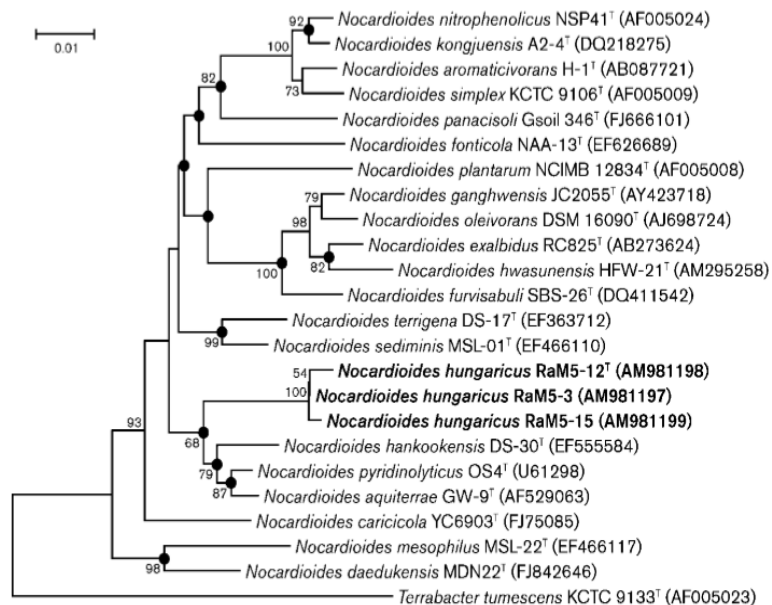 0.01
92
Nocardioides nitrophenolicus NSP41ᵀ (AF005024)
Nocardioides kongjuensis A2-4ᵀ (DQ218275)
100
Nocardioides aromaticivorans H-1ᵀ (AB087721)
82
73
Nocardioides simplex KCTC 9106ᵀ (AF005009)
Nocardioides panacisoli Gsoil 346ᵀ (FJ666101)
Nocardioides fonticola NAA-13ᵀ (EF626689)
Nocardioides plantarum NCIMB 12834ᵀ (AF005008)
79
Nocardioides ganghwensis JC2055ᵀ (AY423718)
98
Nocardioides oleivorans DSM 16090ᵀ (AJ698724)
Nocardioides exalbidus RC825ᵀ (AB273624)
100
82
Nocardioides hwasunensis HFW-21ᵀ (AM295258)
Nocardioides furvisabuli SBS-26ᵀ (DQ411542)
Nocardioides terrigena DS-17ᵀ (EF363712)
99
Nocardioides sediminis MSL-01ᵀ (EF466110)
54
Nocardioides hungaricus RaM5-12ᵀ (AM981198)
100
Nocardioides hungaricus RaM5-3 (AM981197)
93
Nocardioides hungaricus RaM5-15 (AM981199)
68
Nocardioides hankookensis DS-30ᵀ (EF555584)
79
Nocardioides pyridinolyticus OS4ᵀ (U61298)
87
Nocardioides aquiterrae GW-9ᵀ (AF529063)
Nocardioides caricicola YC6903ᵀ (FJ75085)
Nocardioides mesophilus MSL-22ᵀ (EF466117)
98
Nocardioides daedukensis MDN22ᵀ (FJ842646)
Terrabacter tumescens KCTC 9133ᵀ (AF005023)